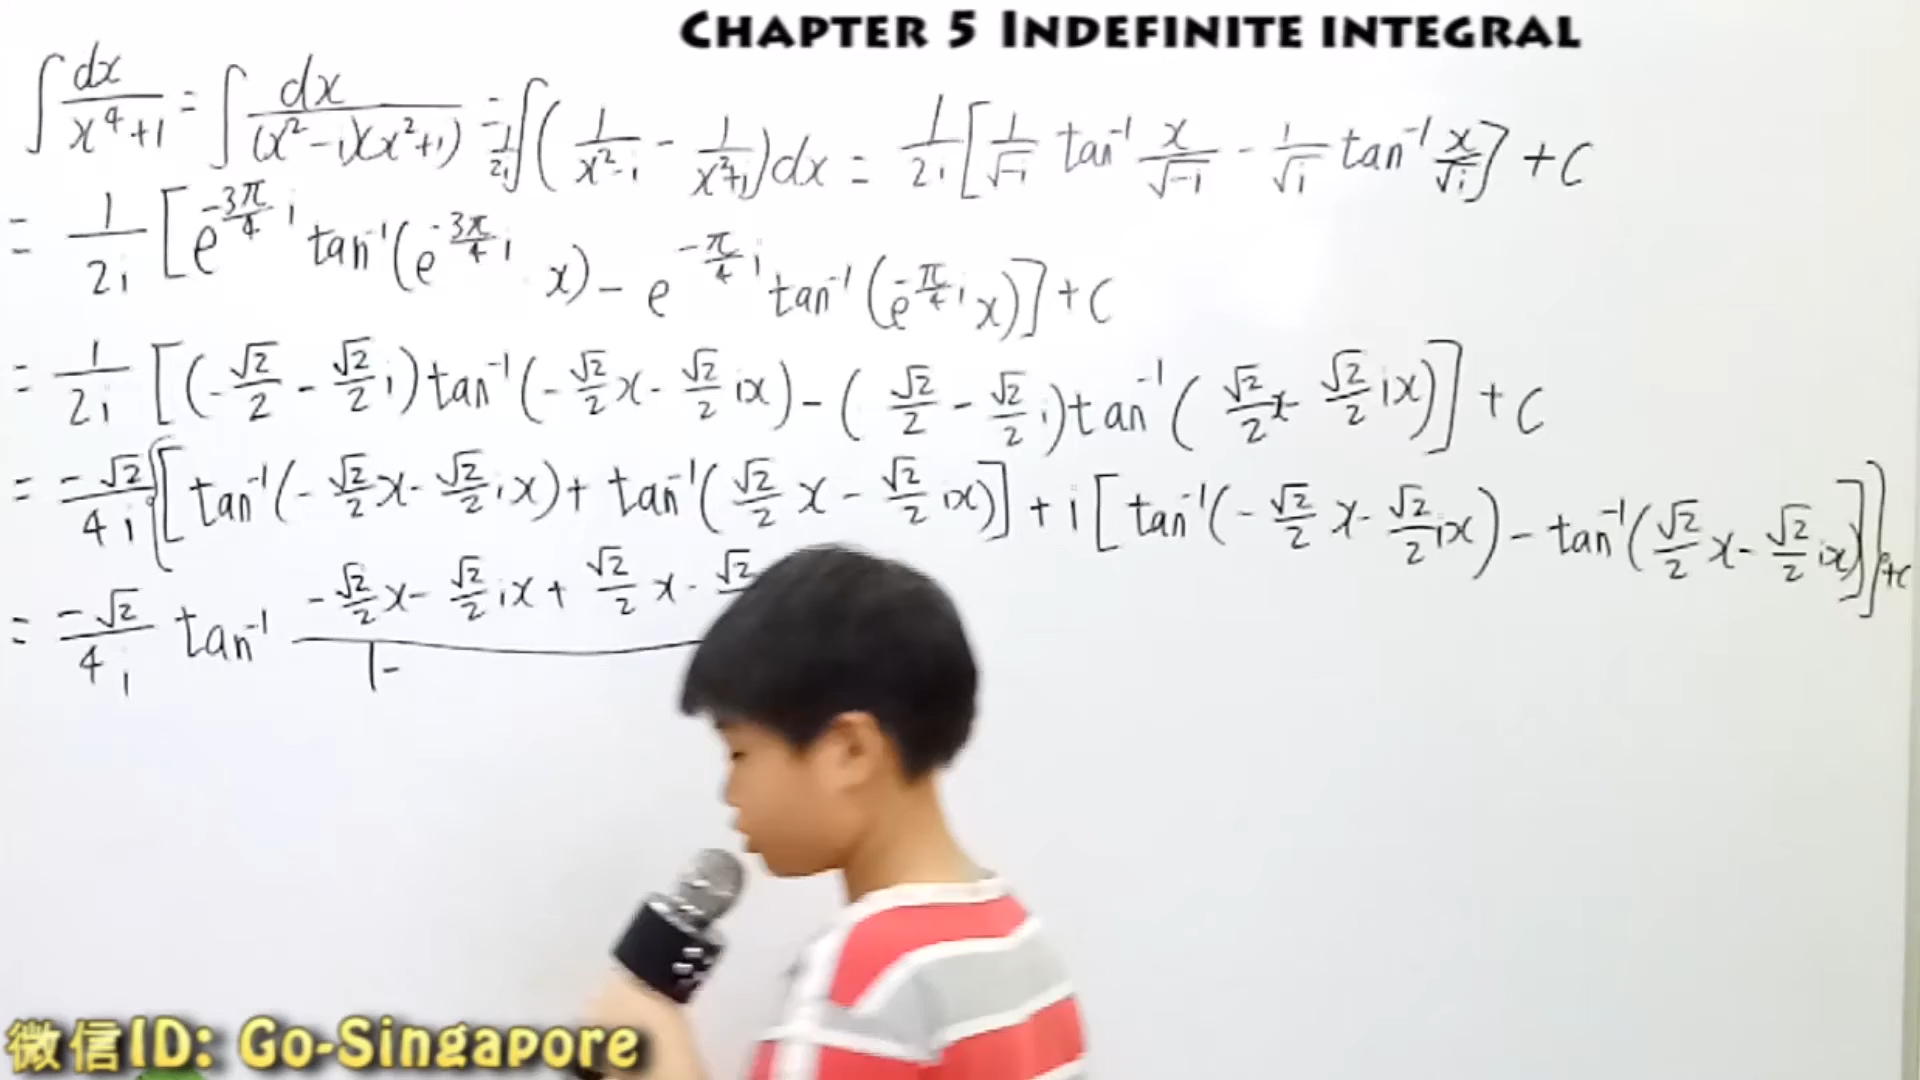 CHAPTER 5 INDEFINITE INTEGRAL
∫ dx/(x⁴+1) = ∫ dx/((x²-i)(x²+i)) = 1/2i ∫ (1/(x²-i) - 1/(x²+i)) dx = 1/2i [1/√-i tan⁻¹ x/√-i - 1/√i tan⁻¹ x/√i] + C
= 1/2i [e^(-3π/4 i) tan⁻¹(e^(-3π/4 i) x) - e^(-π/4 i) tan⁻¹(e^(-π/4 i) x)] + C
= 1/2i [(-√2/2 - √2/2 i) tan⁻¹(-√2/2 x - √2/2 ix) - (√2/2 - √2/2 i) tan⁻¹(√2/2 x - √2/2 ix)] + C
= -√2/4i {[tan⁻¹(-√2/2 x - √2/2 ix) + tan⁻¹(√2/2 x - √2/2 ix)] + i [tan⁻¹(-√2/2 x - √2/2 ix) - tan⁻¹(√2/2 x - √2/2 ix)]} + C
= -√2/4i tan⁻¹ (-√2/2 x - √2/2 ix + √2/2 x - √2
1-
微信ID: Go-Singapore